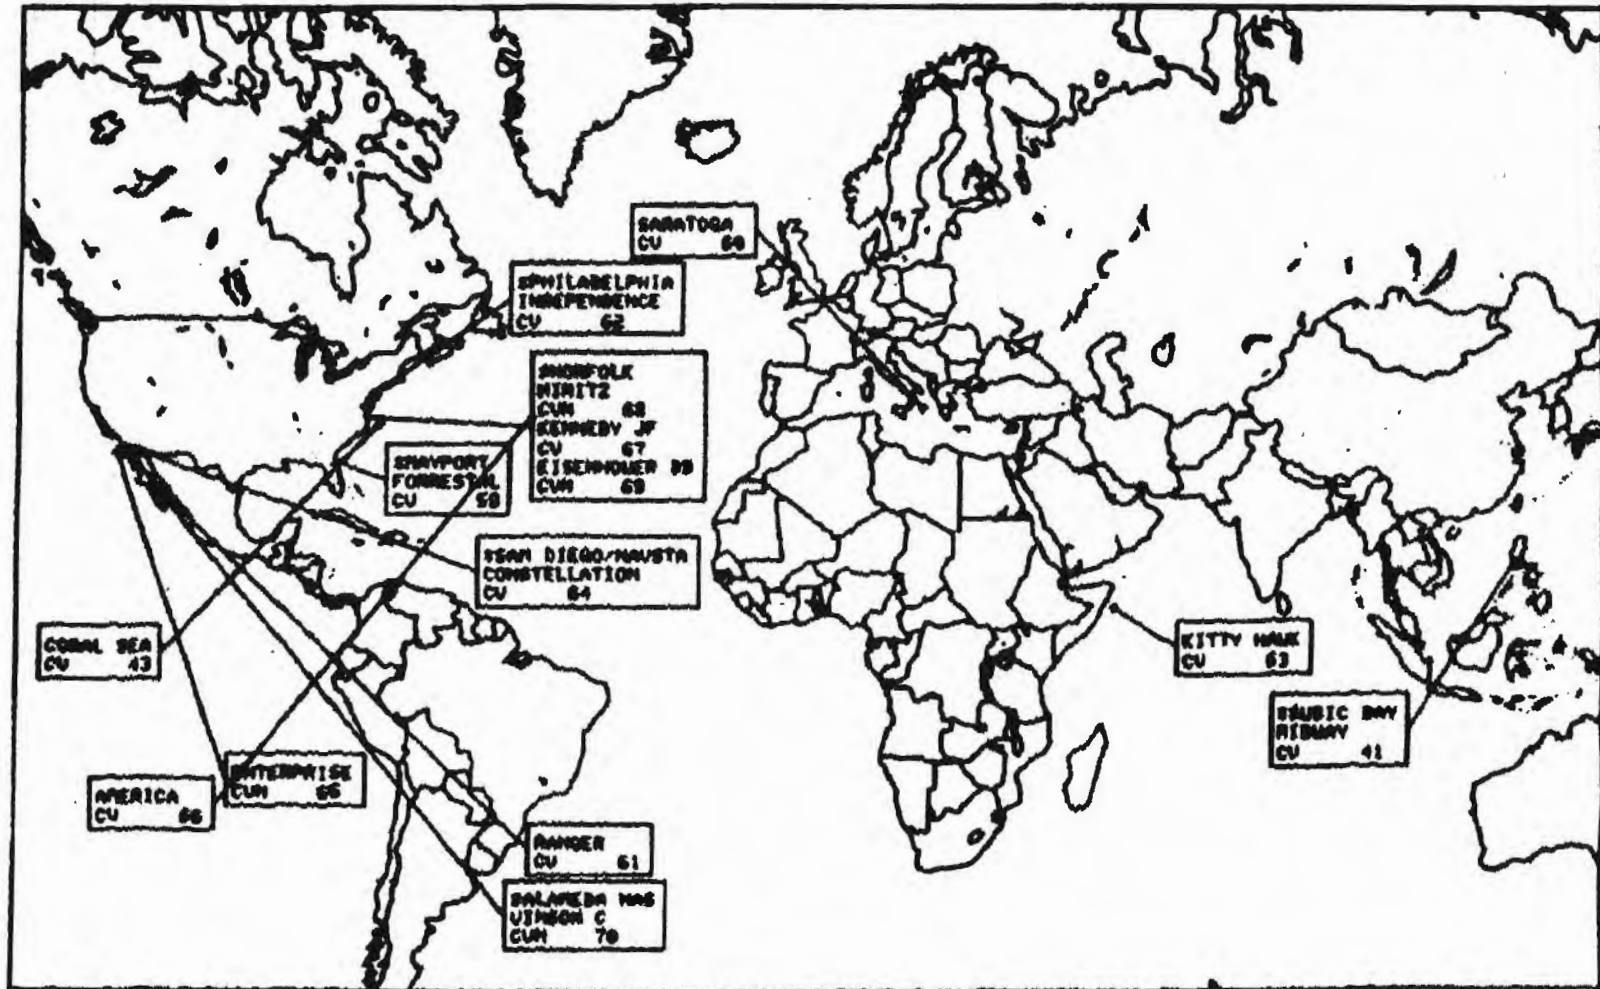 SARATOGA
CV 60
$PHILADELPHIA
INDEPENDENCE
CV 62
$NORFOLK
NIMITZ
CVN 68
KENNEDY JF
CV 67
EISENHOWER DD
CVN 69
$MAYPORT
FORRESTAL
CV 59
$SAN DIEGO/NAVSTA
CONSTELLATION
CV 64
CORAL SEA
CV 43
KITTY HAWK
CV 63
$SUBIC BAY
MIDWAY
CV 41
ENTERPRISE
CVN 65
AMERICA
CV 66
RANGER
CV 61
$ALAMEDA NAS
VINSON C
CVN 70